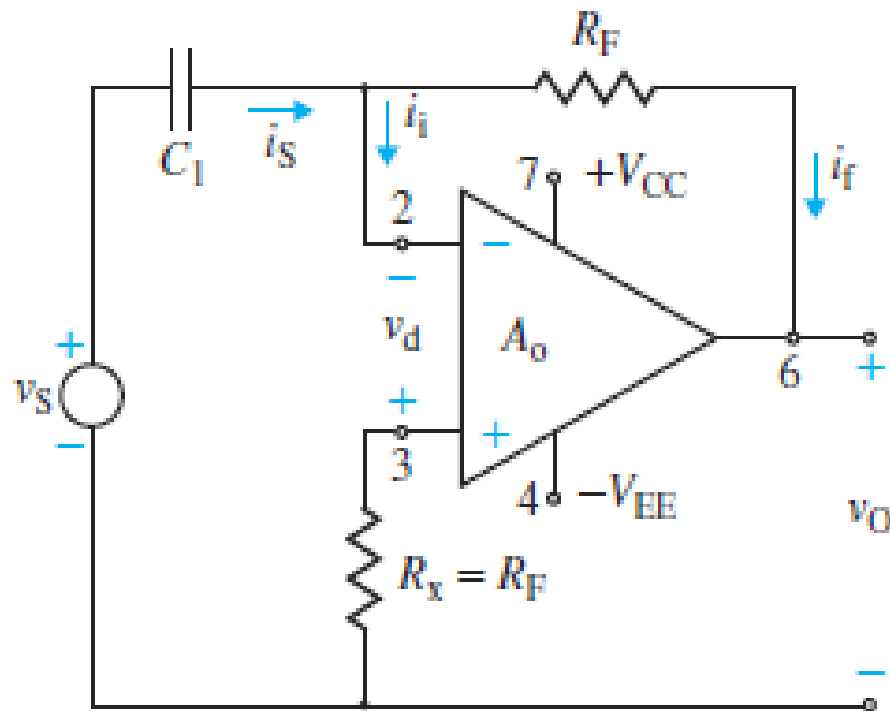 R_F
C_1
i_S
i_i
7 +V_CC
i_f
2
−
−
v_d
A_o
+
v_S
−
+
3
+
6
+
4 −V_EE
v_O
R_x = R_F
−